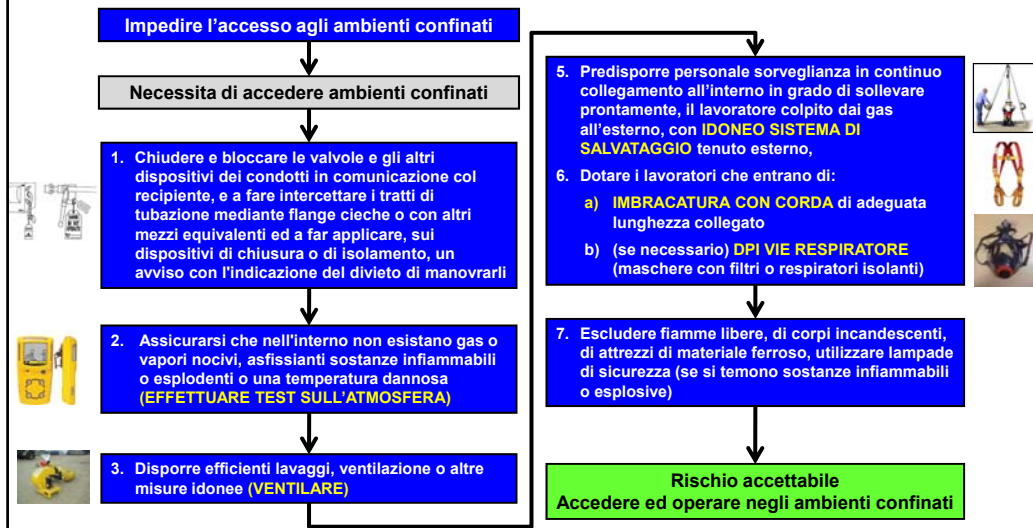 Impedire l'accesso agli ambienti confinati
Necessita di accedere ambienti confinati
1. Chiudere e bloccare le valvole e gli altri
dispositivi dei condotti in comunicazione col
recipiente, e a fare intercettare i tratti di
tubazione mediante flange cieche o con altri
mezzi equivalenti ed a far applicare, sui
dispositivi di chiusura o di isolamento, un
avviso con l'indicazione del divieto di manovrarli
2. Assicurarsi che nell'interno non esistano gas o
vapori nocivi, asfissianti sostanze infiammabili
o esplodenti o una temperatura dannosa
(EFFETTUARE TEST SULL'ATMOSFERA)
3. Disporre efficienti lavaggi, ventilazione o altre
misure idonee (VENTILARE)
5. Predisporre personale sorveglianza in continuo
collegamento all'interno in grado di sollevare
prontamente, il lavoratore colpito dai gas
all'esterno, con IDONEO SISTEMA DI
SALVATAGGIO tenuto esterno,
6. Dotare i lavoratori che entrano di:
a) IMBRACATURA CON CORDA di adeguata
lunghezza collegato
b) (se necessario) DPI VIE RESPIRATORE
(maschere con filtri o respiratori isolanti)
7. Escludere fiamme libere, di corpi incandescenti,
di attrezzi di materiale ferroso, utilizzare lampade
di sicurezza (se si temono sostanze infiammabili
o esplosive)
Rischio accettabile
Accedere ed operare negli ambienti confinati